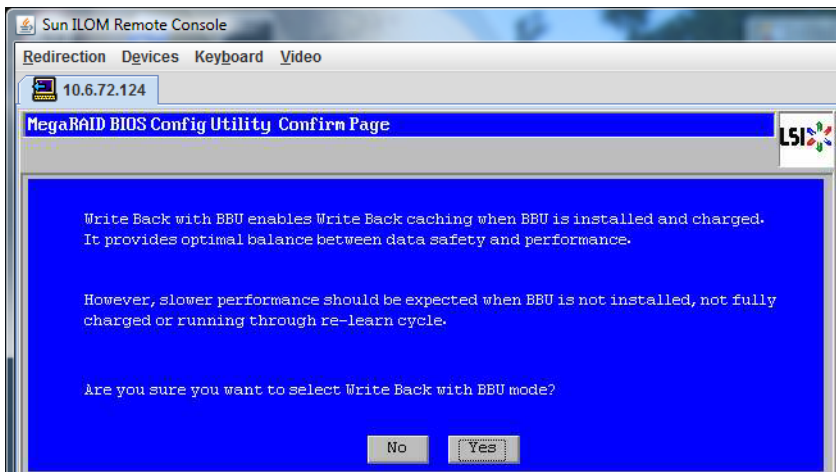 Sun ILOM Remote Console
Redirection Devices Keyboard Video
10.6.72.124
MegaRAID BIOS Config Utility Confirm Page
LSI
Write Back with BBU enables Write Back caching when BBU is installed and charged.
It provides optimal balance between data safety and performance.
However, slower performance should be expected when BBU is not installed, not fully
charged or running through re-learn cycle.
Are you sure you want to select Write Back with BBU mode?
No Yes